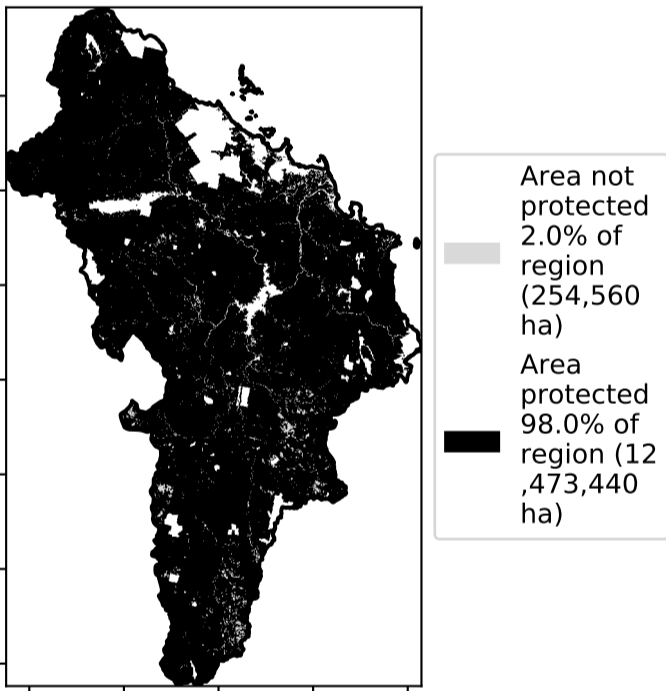 Area not
protected
2.0% of
region
(254,560
ha)
Area
protected
98.0% of
region (12
,473,440
ha)